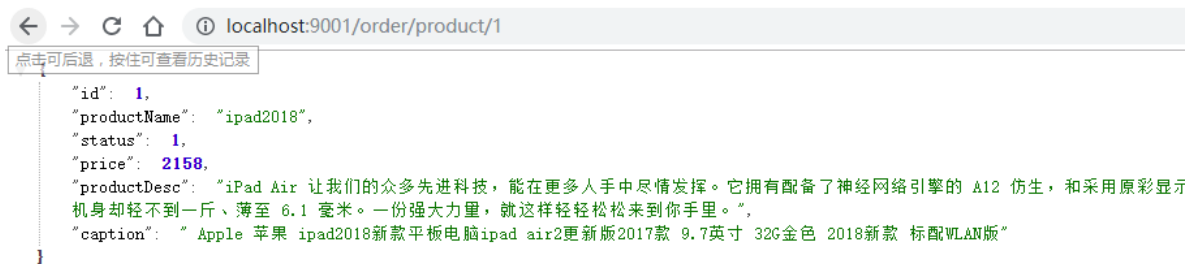 localhost:9001/order/product/1
点击可后退，按住可查看历史记录
{
"id": 1,
"productName": "ipad2018",
"status": 1,
"price": 2158,
"productDesc": "iPad Air 让我们的众多先进科技，能在更多人手中尽情发挥。它拥有配备了神经网络引擎的 A12 仿生，和采用原彩显示
机身却轻不到一斤、薄至 6.1 毫米。一份强大力量，就这样轻轻松松来到你手里。",
"caption": " Apple 苹果 ipad2018新款平板电脑ipad air2更新版2017款 9.7英寸 32G金色 2018新款 标配WLAN版"
}